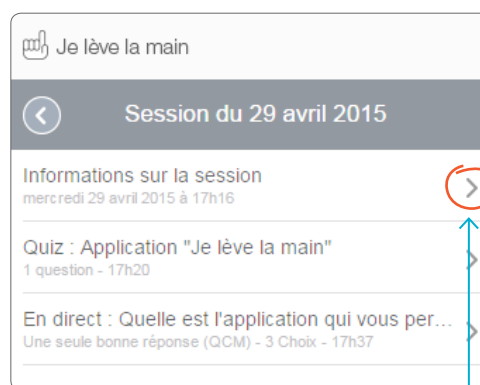 Je lève la main
Session du 29 avril 2015
Informations sur la session
mercredi 29 avril 2015 à 17h16
Quiz : Application "Je lève la main"
1 question - 17h20
En direct : Quelle est l'application qui vous per...
Une seule bonne réponse (QCM) - 3 Choix - 17h37